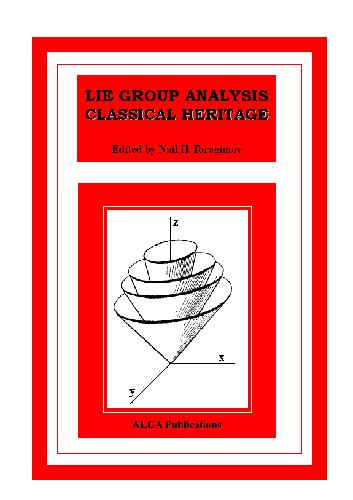 LIE GROUP ANALYSIS
CLASSICAL HERITAGE
Edited by Nail H. Ibragimov
z
x
y
ALGA Publications